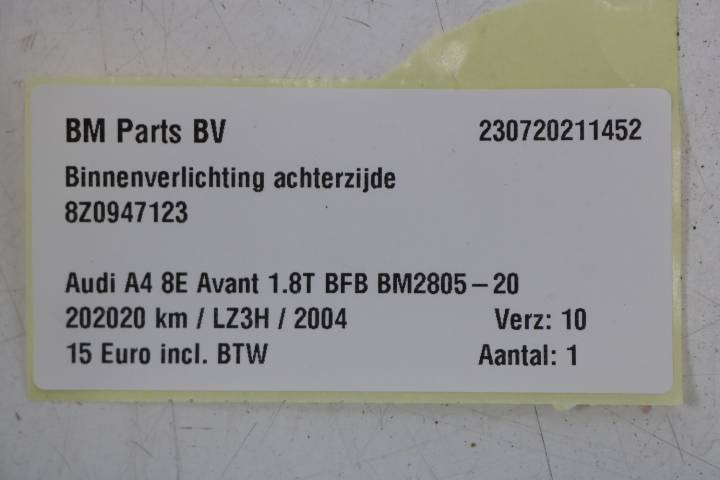 BM Parts BV 230720211452
Binnenverlichting achterzijde
8Z0947123
Audi A4 8E Avant 1.8T BFB BM2805-20
202020 km / LZ3H / 2004 Verz: 10
15 Euro incl. BTW Aantal: 1